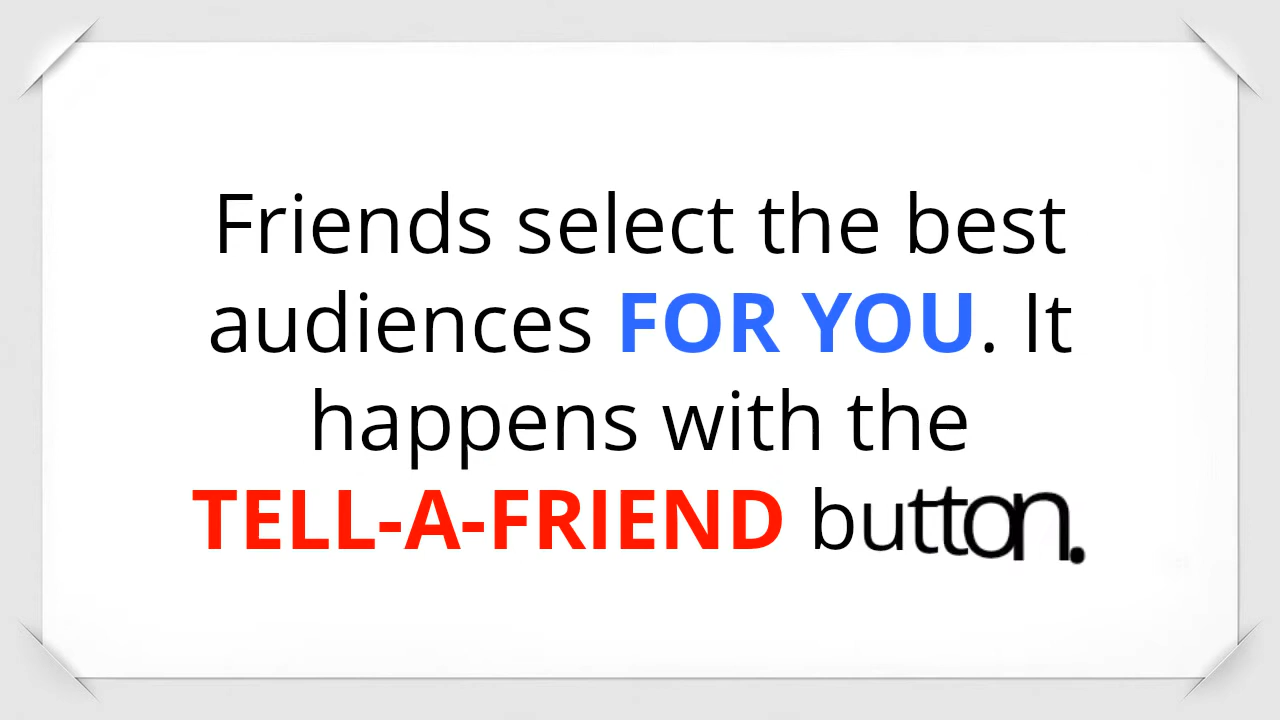 Friends select the best
audiences FOR YOU. It
happens with the
TELL-A-FRIEND button.